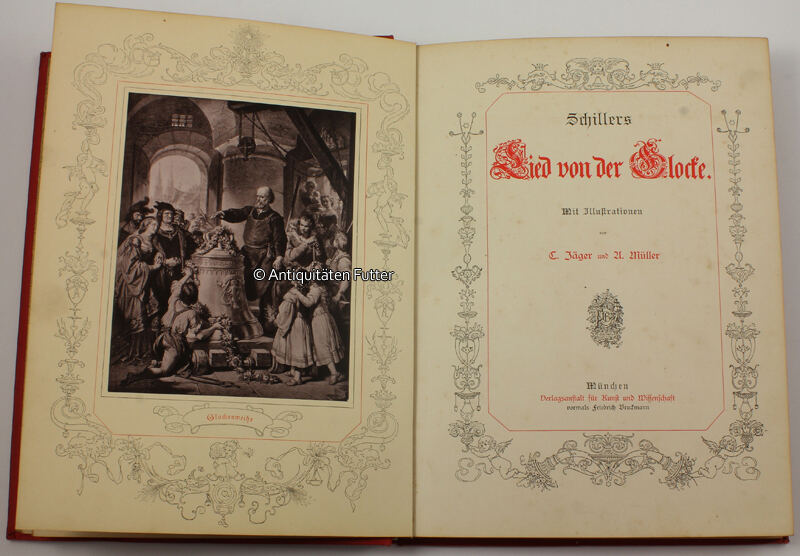 © Antiquitäten Futter
Glockenweihe
Schillers
Lied von der Glocke.
Mit Illustrationen
von
C. Jäger und A. Müller
München
Verlagsanstalt für Kunst und Wissenschaft
vormals Friedrich Bruckmann